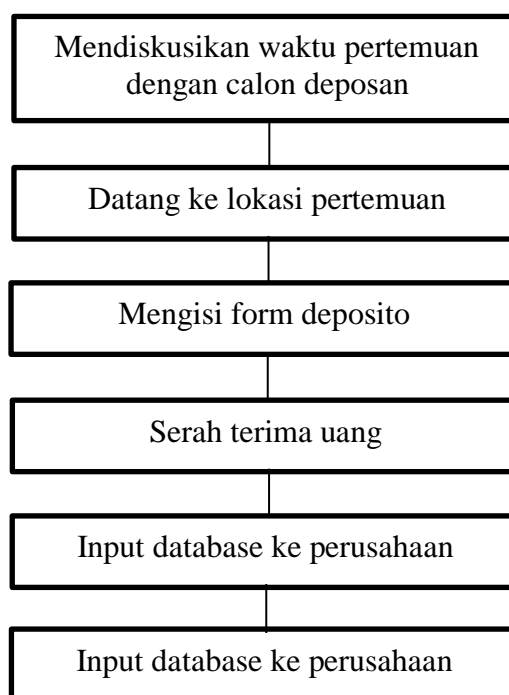 Mendiskusikan waktu pertemuan
dengan calon deposan
Datang ke lokasi pertemuan
Mengisi form deposito
Serah terima uang
Input database ke perusahaan
Input database ke perusahaan